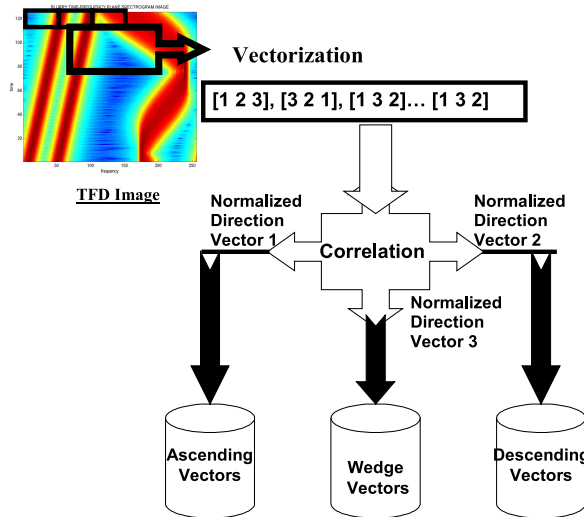 BLURRY TIME-FREQUENCY PLANE SPECTROGRAM IMAGE
120
100
80
60
40
20
time
50 100 150 200 250
frequency
TFD Image
Vectorization
[1 2 3], [3 2 1], [1 3 2]... [1 3 2]
Normalized
Direction
Vector 1
Correlation
Normalized
Direction
Vector 2
Normalized
Direction
Vector 3
Ascending
Vectors
Wedge
Vectors
Descending
Vectors